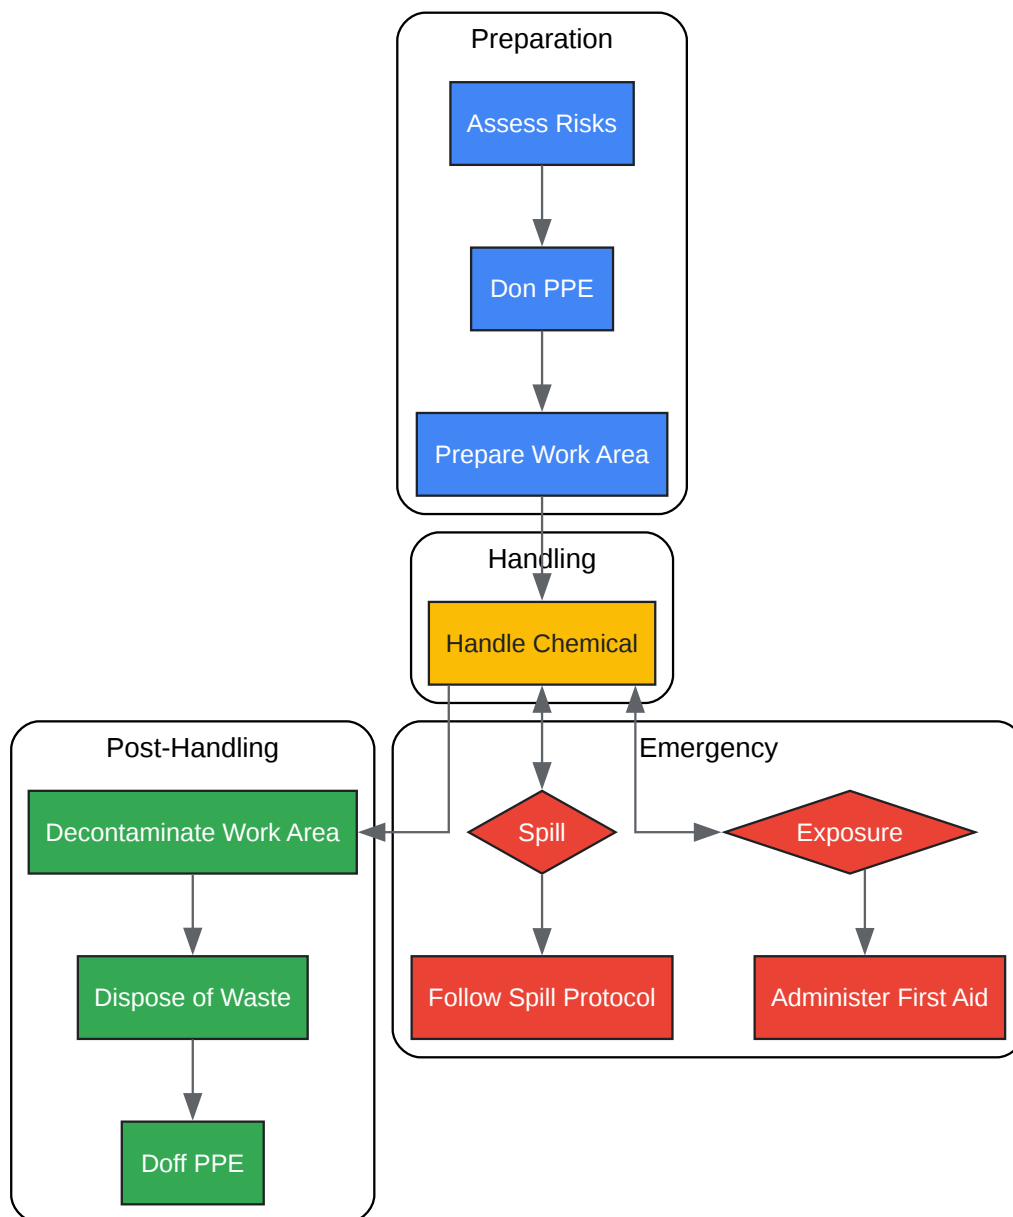 Preparation
Assess Risks
Don PPE
Prepare Work Area
Handling
Handle Chemical
Post-Handling
Decontaminate Work Area
Dispose of Waste
Doff PPE
Emergency
Spill
Exposure
Follow Spill Protocol
Administer First Aid